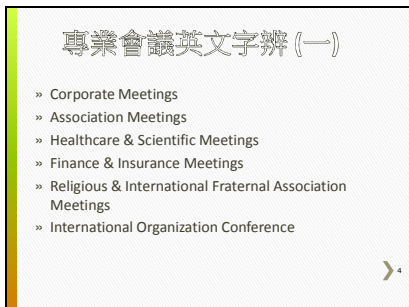 專業會議英文字辨(一)
» Corporate Meetings
» Association Meetings
» Healthcare & Scientific Meetings
» Finance & Insurance Meetings
» Religious & International Fraternal Association
Meetings
» International Organization Conference
4